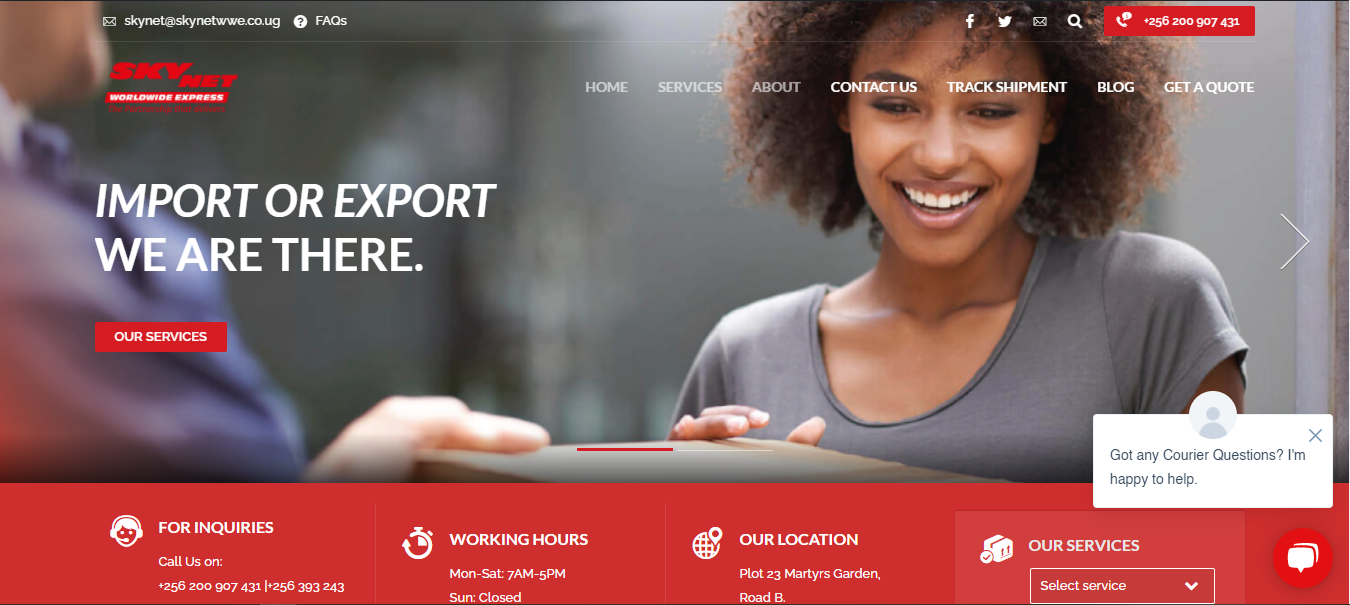 skynet@skynetwwe.co.ug
FAQs
+256 200 907 431
SKY
NET
WORLDWIDE EXPRESS
HOME
SERVICES
ABOUT
CONTACT US
TRACK SHIPMENT
BLOG
GET A QUOTE
IMPORT OR EXPORT
WE ARE THERE.
OUR SERVICES
Got any Courier Questions? I'm
happy to help.
FOR INQUIRIES
Call Us on:
+256 200 907 431 |+256 393 243
WORKING HOURS
Mon-Sat: 7AM-5PM
Sun: Closed
OUR LOCATION
Plot 23 Martyrs Garden,
Road B.
OUR SERVICES
Select service